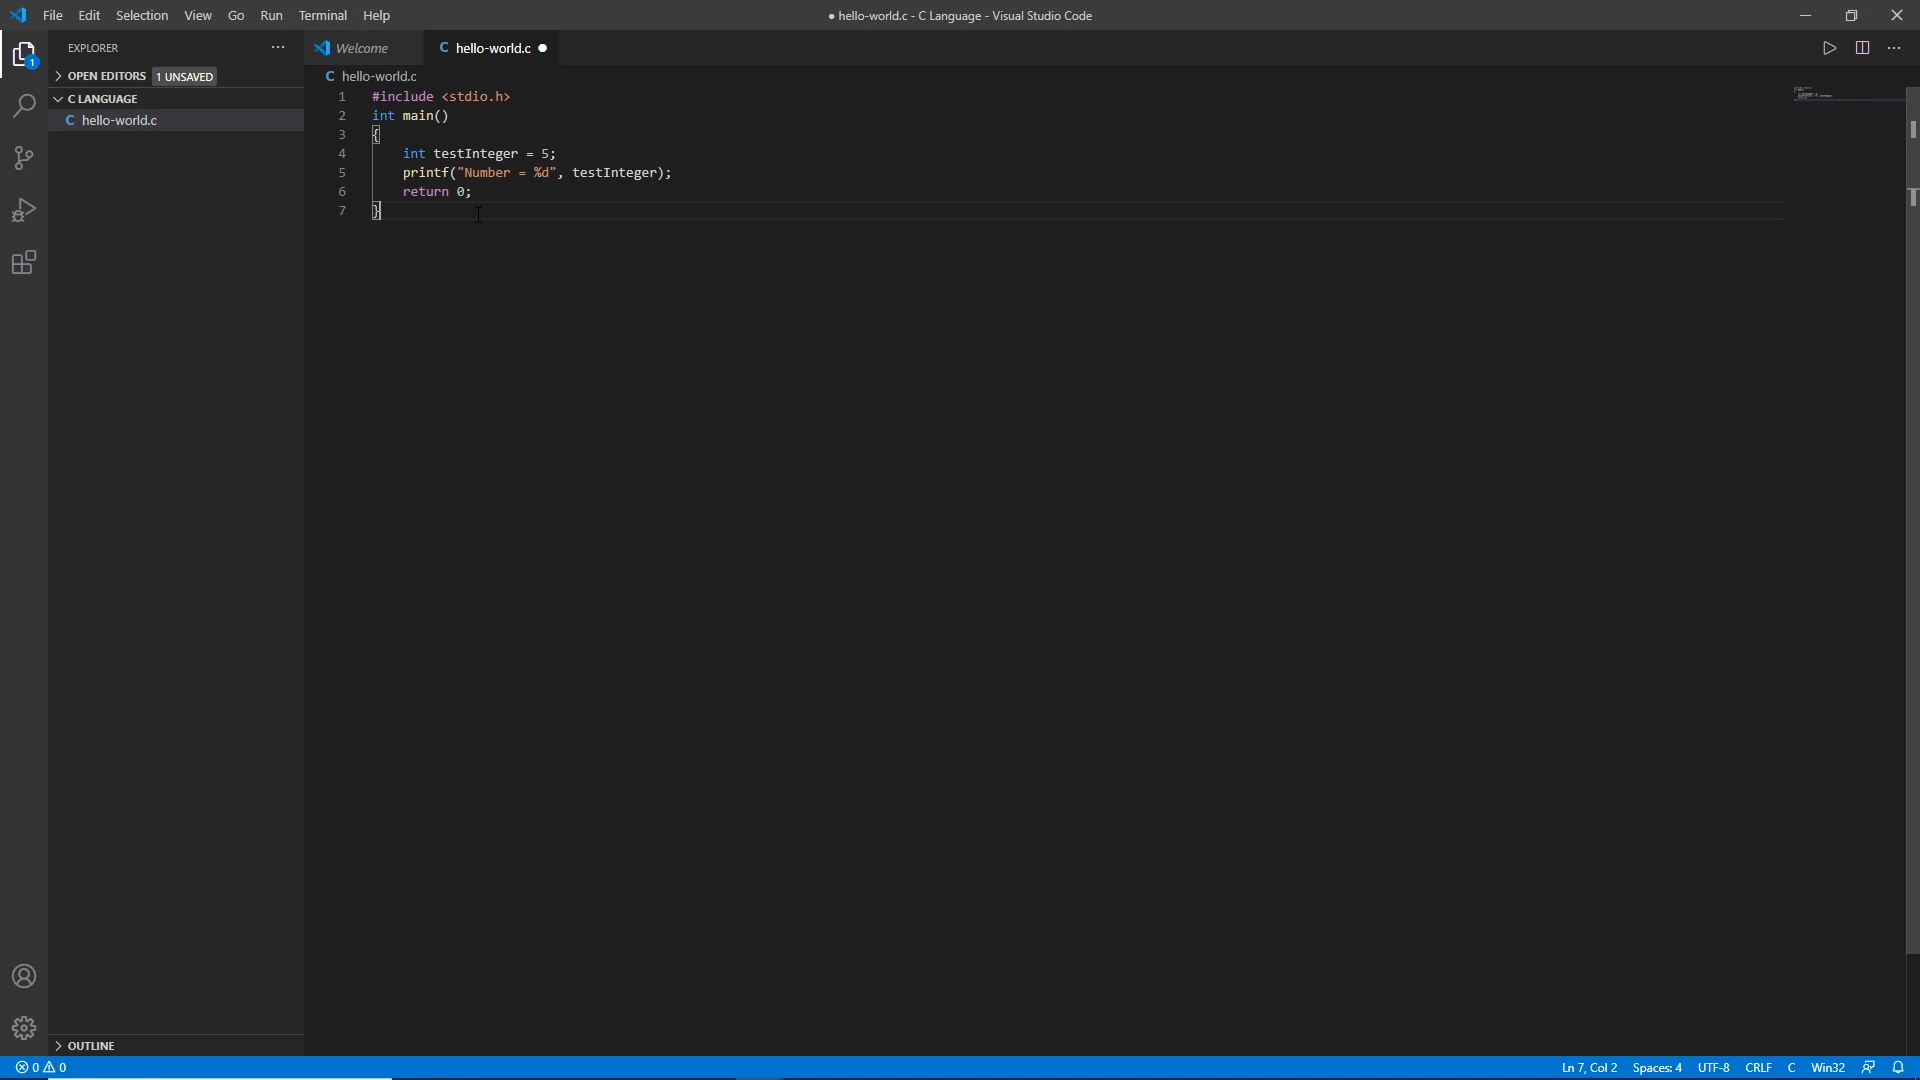 File Edit Selection View Go Run Terminal Help
● hello-world.c - C Language - Visual Studio Code
EXPLORER
1
OPEN EDITORS 1 UNSAVED
C LANGUAGE
C hello-world.c
OUTLINE
Welcome
C hello-world.c ●
C hello-world.c
1 #include <stdio.h>
2 int main()
3 {
4 int testInteger = 5;
5 printf("Number = %d", testInteger);
6 return 0;
7 }
0 0
Ln 7, Col 2 Spaces: 4 UTF-8 CRLF C Win32